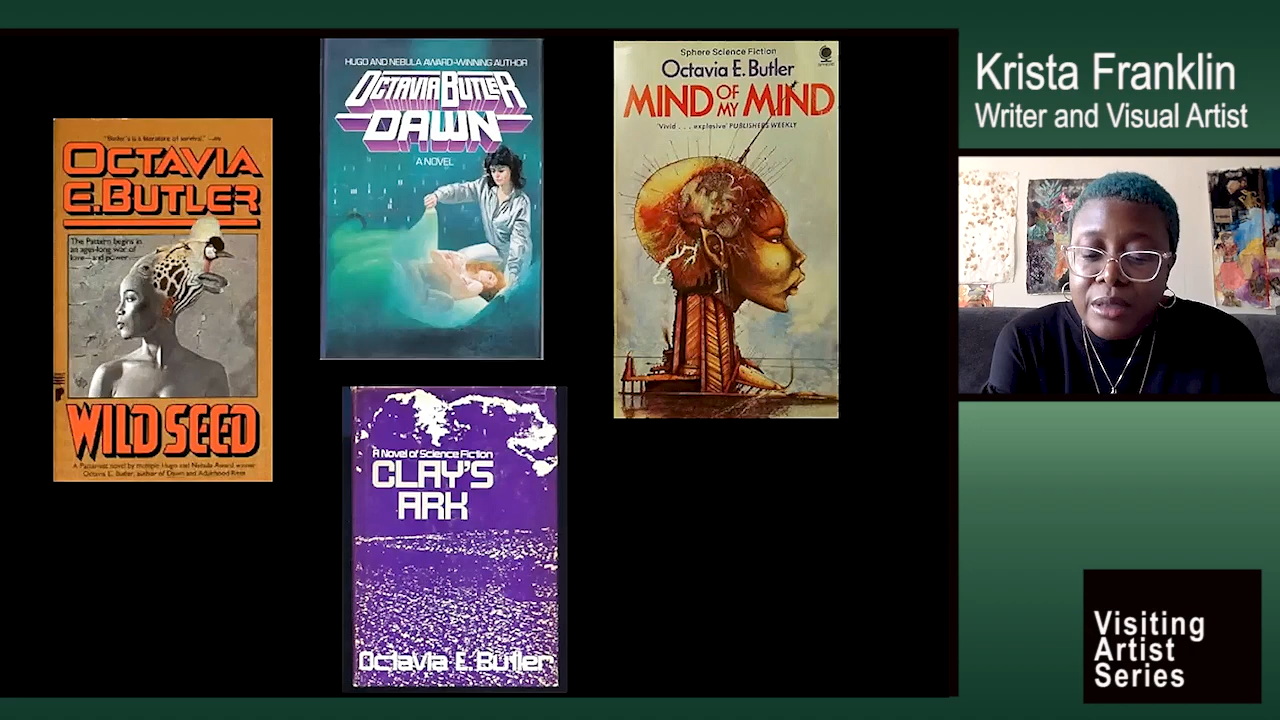 "Butler's is a literature of survival."
OCTAVIA
E. BUTLER
The Pattern begins in
an ages-long war of
love—and power...
WILD SEED
A Patternist novel by multiple Hugo and Nebula Award winner
Octavia E. Butler, author of Dawn and Adulthood Rites
HUGO AND NEBULA AWARD-WINNING AUTHOR
OCTAVIA BUTLER
DAWN
A NOVEL
Sphere Science Fiction
SPHERE
Octavia E. Butler
MIND OF MY MIND
'Vivid . . . explosive' PUBLISHERS WEEKLY
A Novel of Science Fiction
CLAY'S
ARK
Octavia E. Butler
Krista Franklin
Writer and Visual Artist
Visiting
Artist
Series